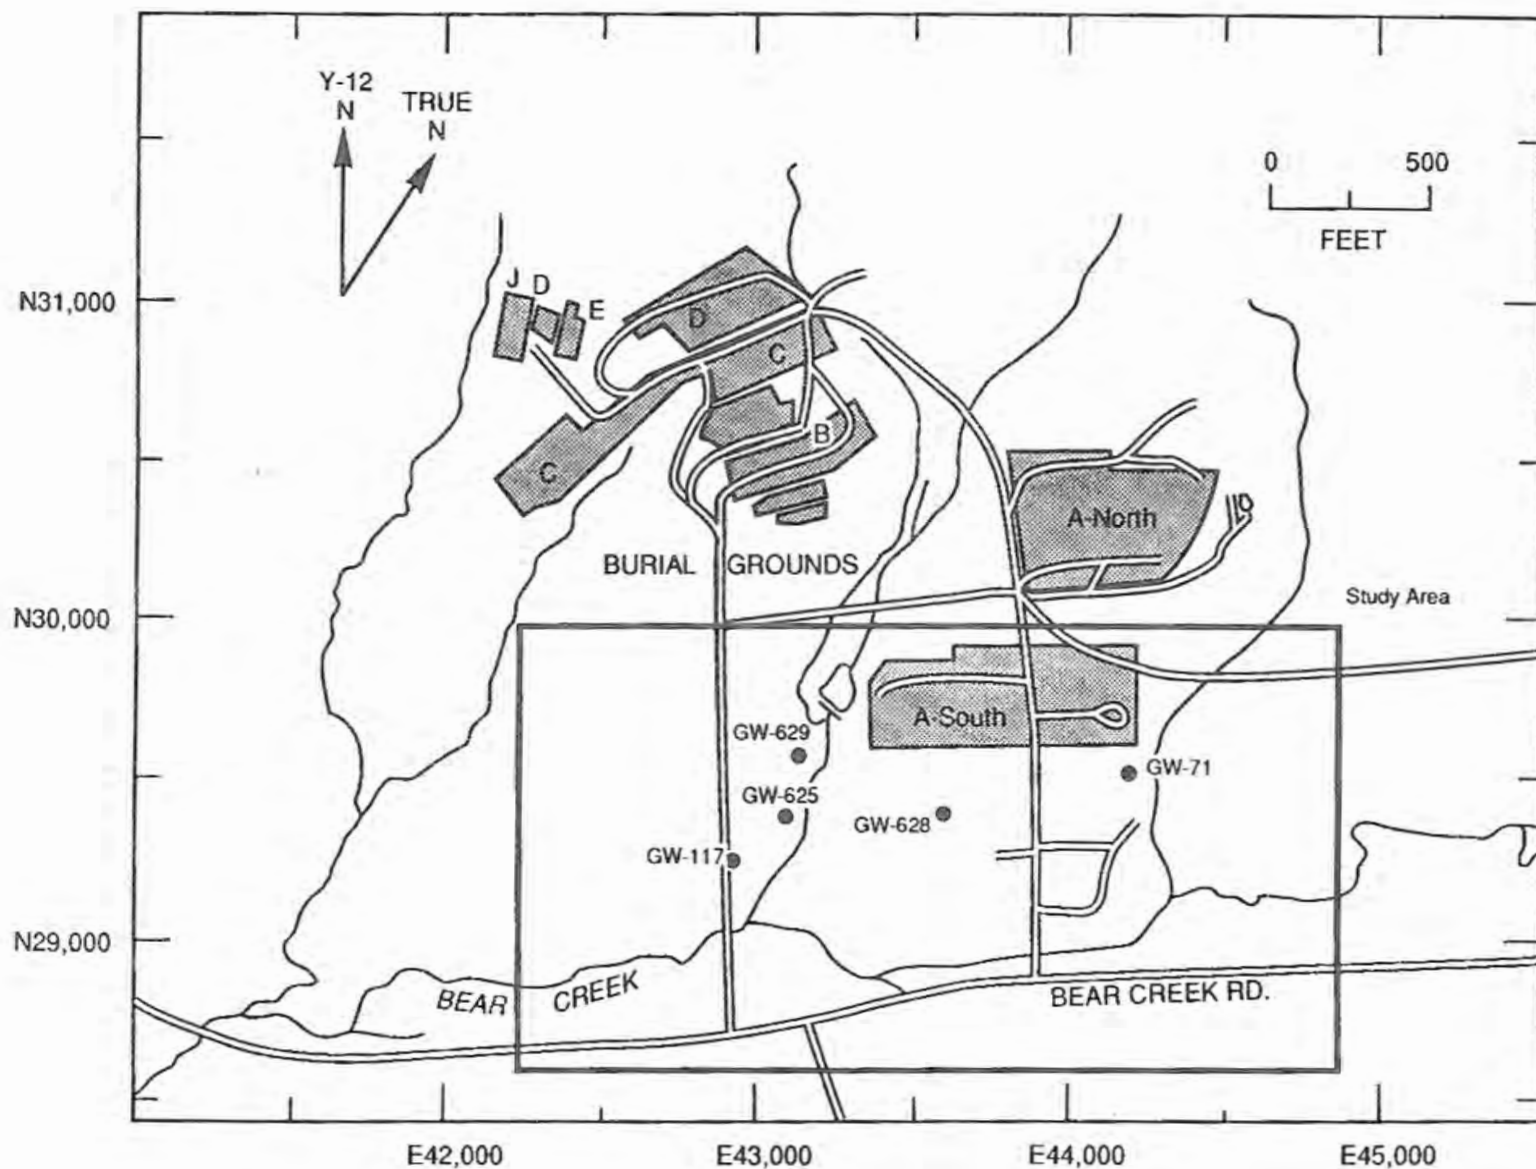 Y-12
N
TRUE
N
0 500
FEET
N31,000
J D E
D
C
B
C
A-North
BURIAL GROUNDS
Study Area
N30,000
A-South
GW-629
GW-71
GW-625
GW-628
GW-117
N29,000
BEAR CREEK
BEAR CREEK RD.
E42,000 E43,000 E44,000 E45,000